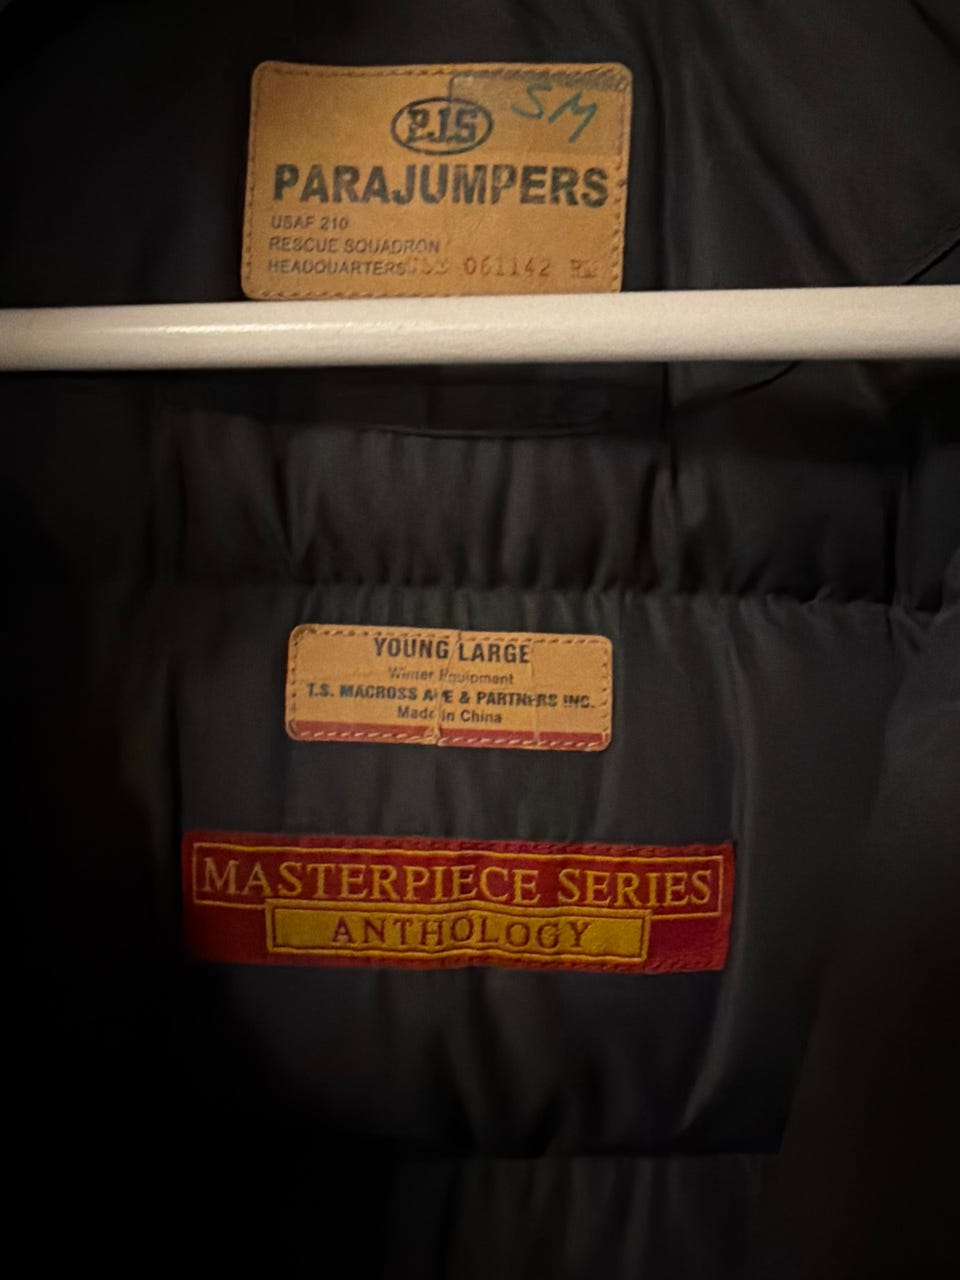 PJS
SM
PARAJUMPERS
USAF 210
RESCUE SQUADRON
HEADQUARTERS 061142
YOUNG LARGE
Winter Equipment
T.S. MACROSS & PARTNERS INC.
Made in China
MASTERPIECE SERIES
ANTHOLOGY